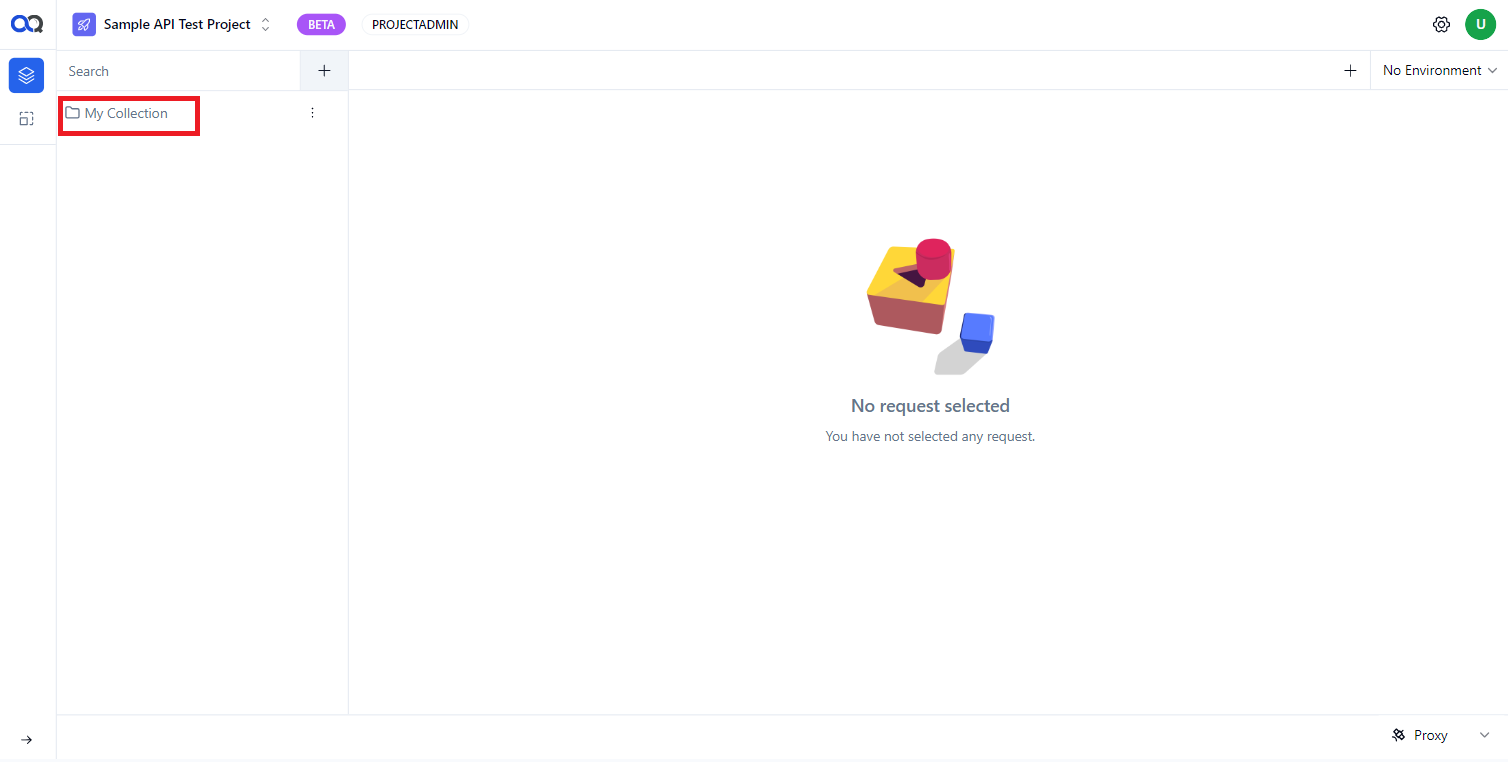 Sample API Test Project
BETA
PROJECTADMIN
U
Search
No Environment
My Collection
No request selected
You have not selected any request.
Proxy